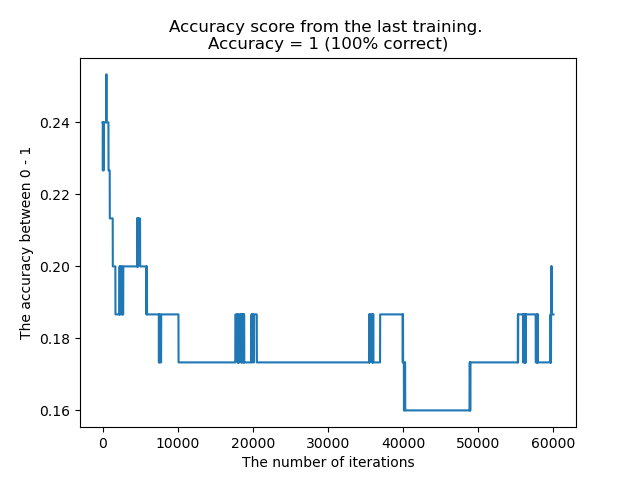 Accuracy score from the last training.
Accuracy = 1 (100% correct)
The accuracy between 0 - 1
0.24
0.22
0.20
0.18
0.16
0 10000 20000 30000 40000 50000 60000
The number of iterations